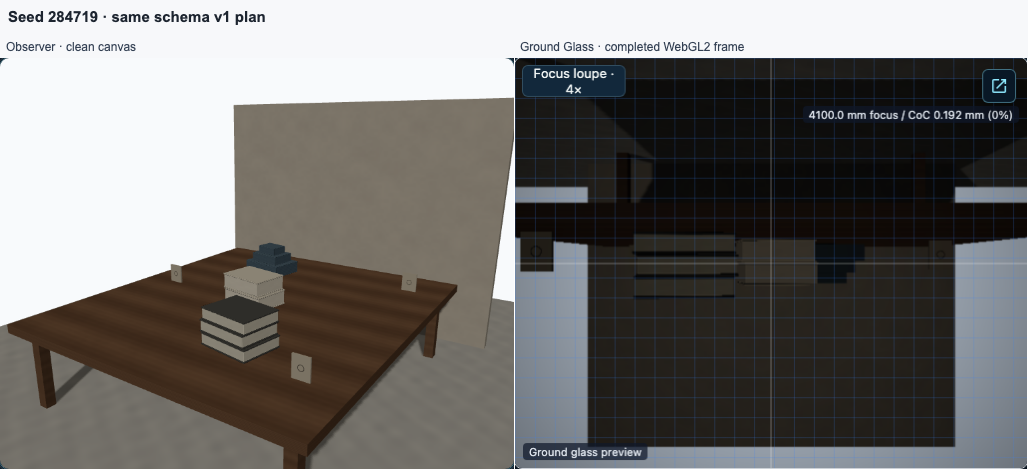 Seed 284719 · same schema v1 plan
Observer · clean canvas
Ground Glass · completed WebGL2 frame
Focus loupe ·
4×
4100.0 mm focus / CoC 0.192 mm (0%)
Ground glass preview